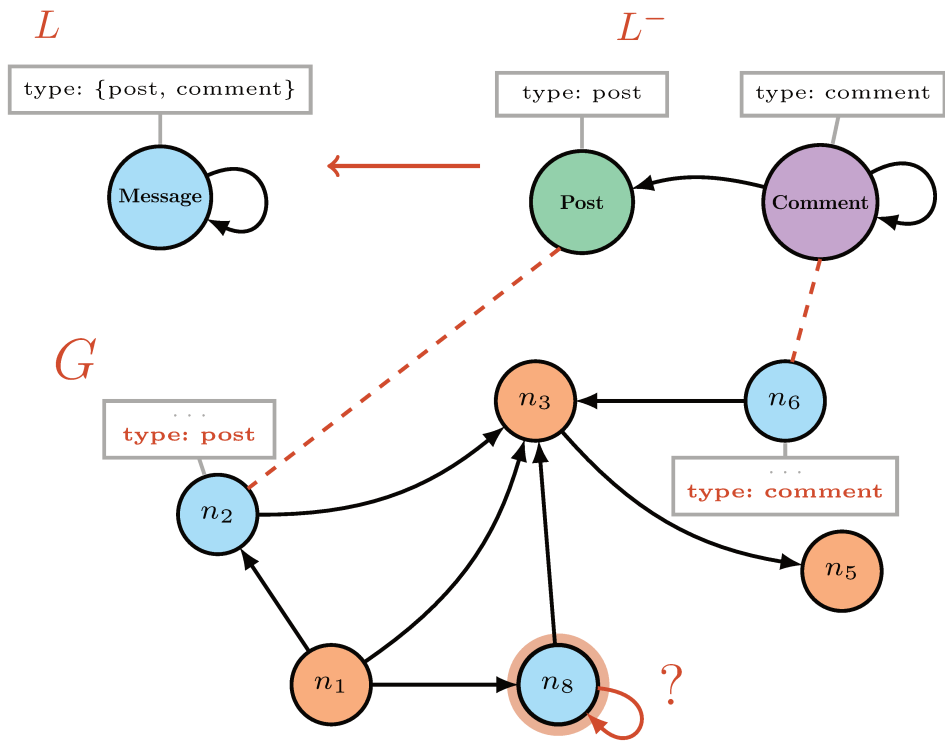 L
L⁻
type: {post, comment}
type: post
type: comment
Message
Post
Comment
G
n₃
n₆
. . .
type: post
. . .
type: comment
n₂
n₅
n₁
n₈
?